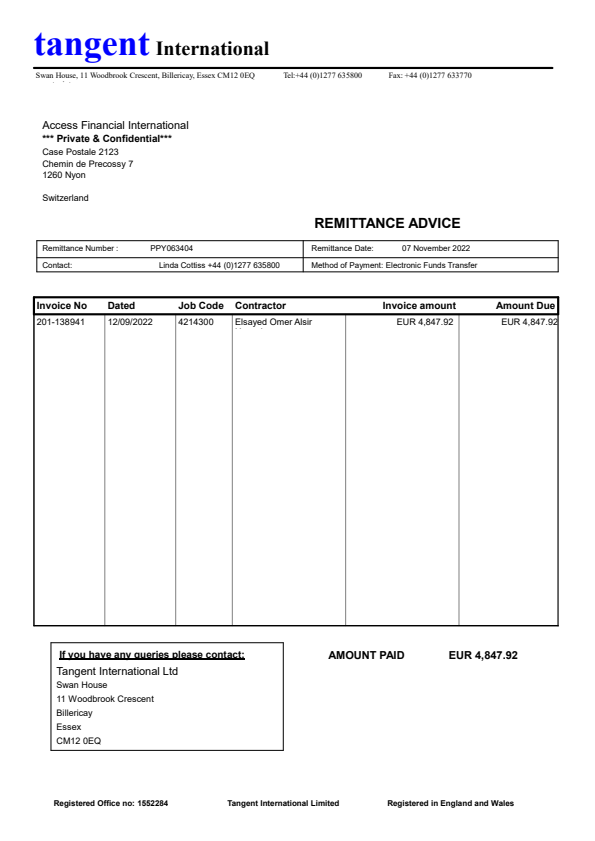 tangent International
Swan House, 11 Woodbrook Crescent, Billericay, Essex CM12 0EQ Tel:+44 (0)1277 635800 Fax: +44 (0)1277 633770
Access Financial International
*** Private & Confidential***
Case Postale 2123
Chemin de Precossy 7
1260 Nyon
Switzerland
REMITTANCE ADVICE
Remittance Number : PPY063404 Remittance Date: 07 November 2022
Contact: Linda Cottiss +44 (0)1277 635800 Method of Payment: Electronic Funds Transfer
Invoice No Dated Job Code Contractor Invoice amount Amount Due
201-138941 12/09/2022 4214300 Elsayed Omer Alsir EUR 4,847.92 EUR 4,847.92
If you have any queries please contact: AMOUNT PAID EUR 4,847.92
Tangent International Ltd
Swan House
11 Woodbrook Crescent
Billericay
Essex
CM12 0EQ
Registered Office no: 1552284 Tangent International Limited Registered in England and Wales